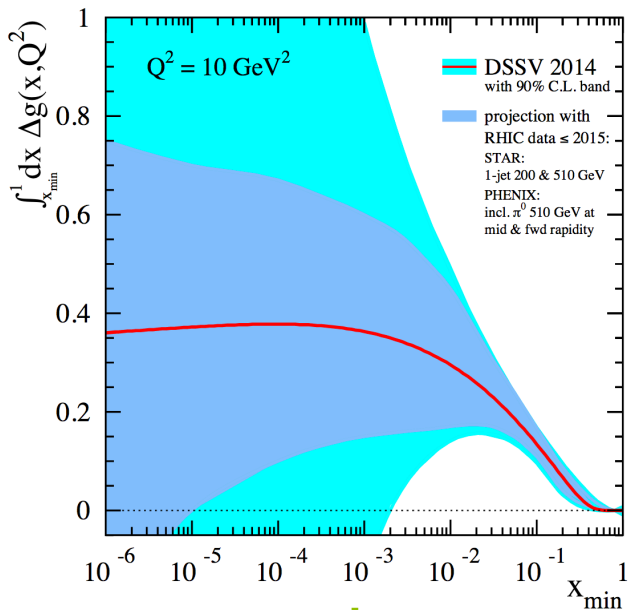 1
0.8
0.6
0.4
0.2
0
∫¹ₓₘᵢₙ dx Δg(x,Q²)
Q² = 10 GeV²
DSSV 2014
with 90% C.L. band
projection with
RHIC data ≤ 2015:
STAR:
1-jet 200 & 510 GeV
PHENIX:
incl. π⁰ 510 GeV at
mid & fwd rapidity
10⁻⁶ 10⁻⁵ 10⁻⁴ 10⁻³ 10⁻² 10⁻¹ 1
xₘᵢₙ